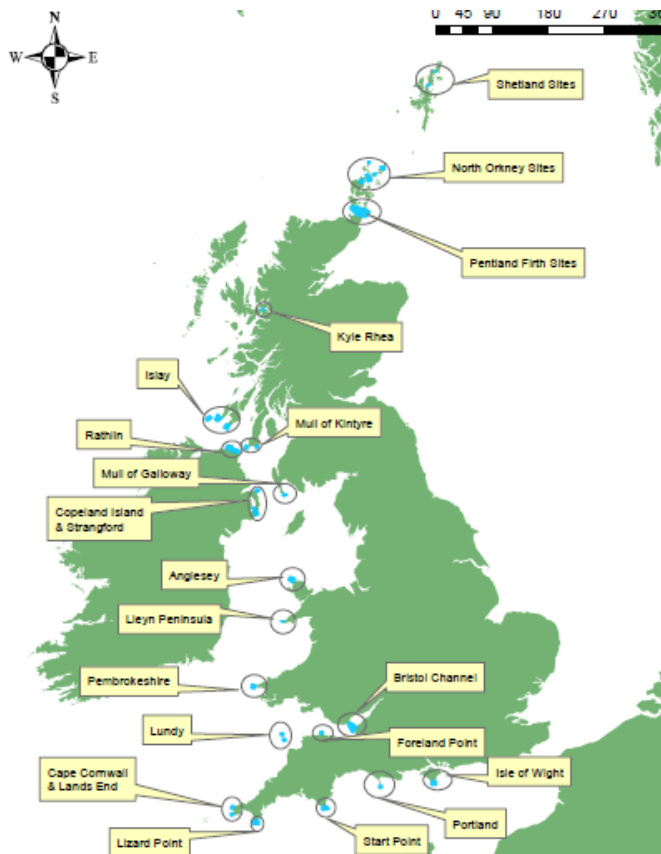 N
W E
S
0 45 90 180 270
Shetland Sites
North Orkney Sites
Pentland Firth Sites
Kyle Rhea
Islay
Mull of Kintyre
Rathlin
Mull of Galloway
Copeland Island
& Strangford
Anglesey
Lleyn Peninsula
Pembrokeshire
Bristol Channel
Lundy
Foreland Point
Cape Cornwall
& Lands End
Isle of Wight
Portland
Start Point
Lizard Point